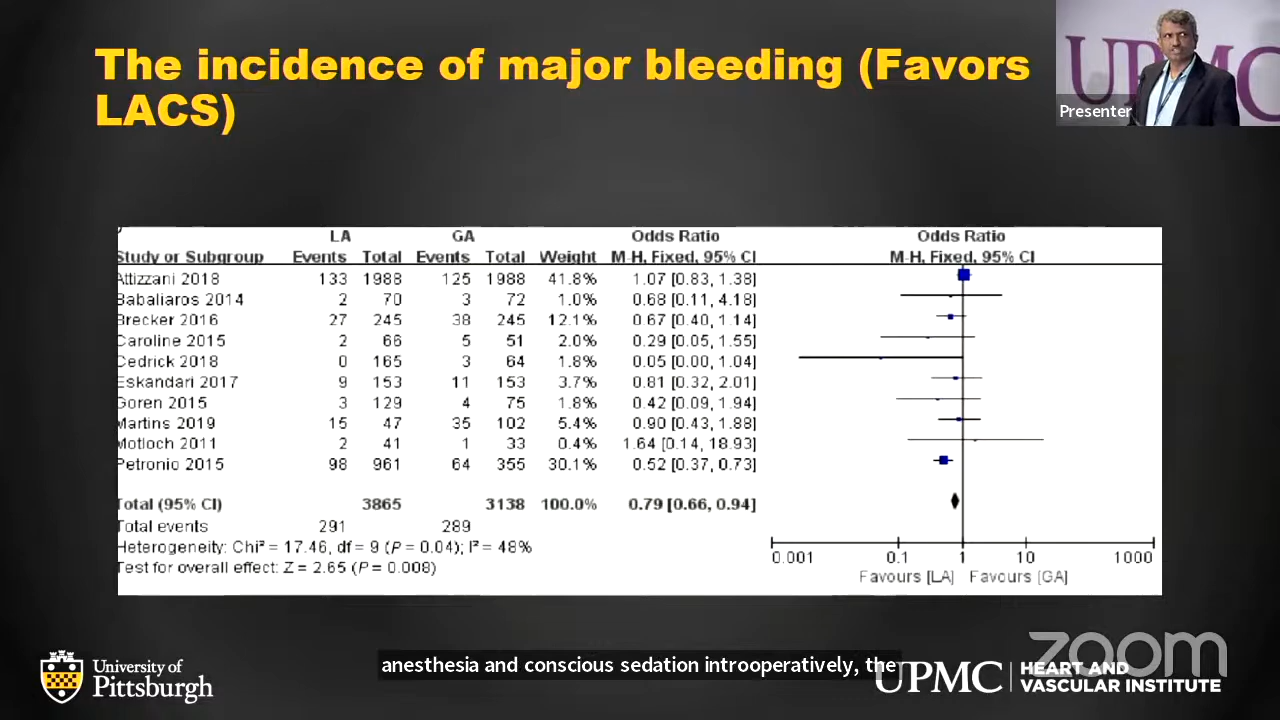 The incidence of major bleeding (Favors
LACS)
UPMC
Presenter
LA GA Odds Ratio Odds Ratio
Study or Subgroup Events Total Events Total Weight M-H, Fixed, 95% CI M-H, Fixed, 95% CI
Attizzani 2018 133 1988 125 1988 41.8% 1.07 [0.83, 1.38]
Babaliaros 2014 2 70 3 72 1.0% 0.68 [0.11, 4.18]
Brecker 2016 27 245 38 245 12.1% 0.67 [0.40, 1.14]
Caroline 2015 2 66 5 51 2.0% 0.29 [0.05, 1.55]
Cedrick 2018 0 165 3 64 1.8% 0.05 [0.00, 1.04]
Eskandari 2017 9 153 11 153 3.7% 0.81 [0.32, 2.01]
Goren 2015 3 129 4 75 1.8% 0.42 [0.09, 1.94]
Martins 2019 15 47 35 102 5.4% 0.90 [0.43, 1.88]
Motloch 2011 2 41 1 33 0.4% 1.64 [0.14, 18.93]
Petronio 2015 98 961 64 355 30.1% 0.52 [0.37, 0.73]
Total (95% CI) 3865 3138 100.0% 0.79 [0.66, 0.94]
Total events 291 289
Heterogeneity: Chi² = 17.46, df = 9 (P = 0.04); I² = 48%
Test for overall effect: Z = 2.65 (P = 0.008)
0.001 0.1 1 10 1000
Favours [LA] Favours [GA]
University of
Pittsburgh
anesthesia and conscious sedation introoperatively, the
UPMC
HEART AND
VASCULAR INSTITUTE
zoom